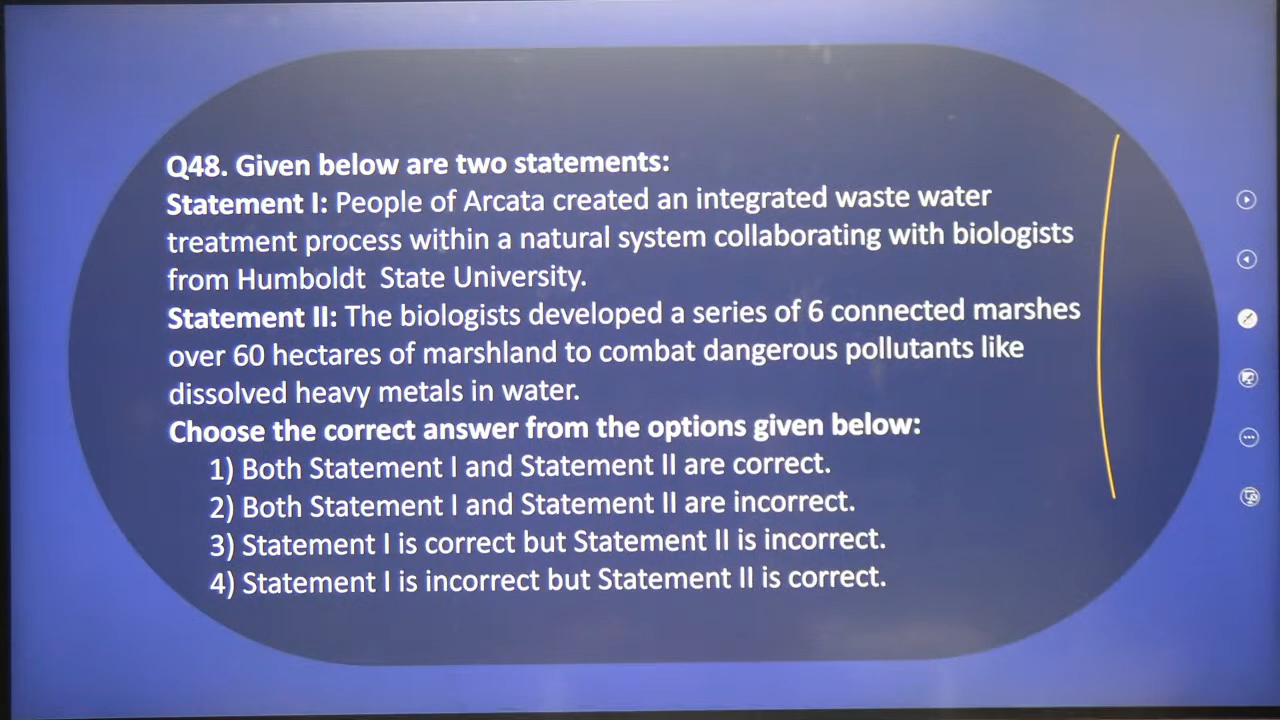 Q48. Given below are two statements:
Statement I: People of Arcata created an integrated waste water
treatment process within a natural system collaborating with biologists
from Humboldt State University.
Statement II: The biologists developed a series of 6 connected marshes
over 60 hectares of marshland to combat dangerous pollutants like
dissolved heavy metals in water.
Choose the correct answer from the options given below:
1) Both Statement I and Statement II are correct.
2) Both Statement I and Statement II are incorrect.
3) Statement I is correct but Statement II is incorrect.
4) Statement I is incorrect but Statement II is correct.